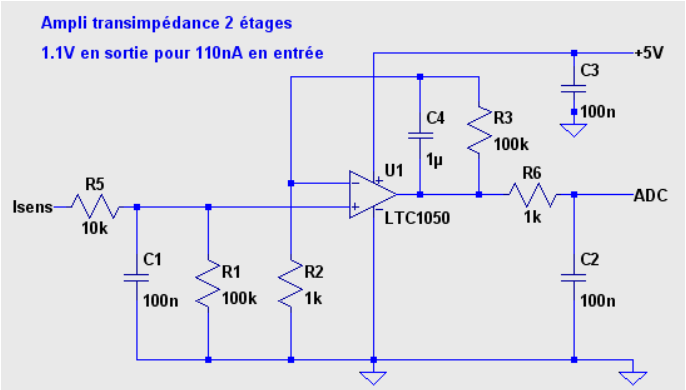 Ampli transimpédance 2 étages
1.1V en sortie pour 110nA en entrée
+5V
C3
100n
C4
1µ
R3
100k
U1
LTC1050
R6
1k
ADC
R5
10k
Isens
C1
100n
R1
100k
R2
1k
C2
100n